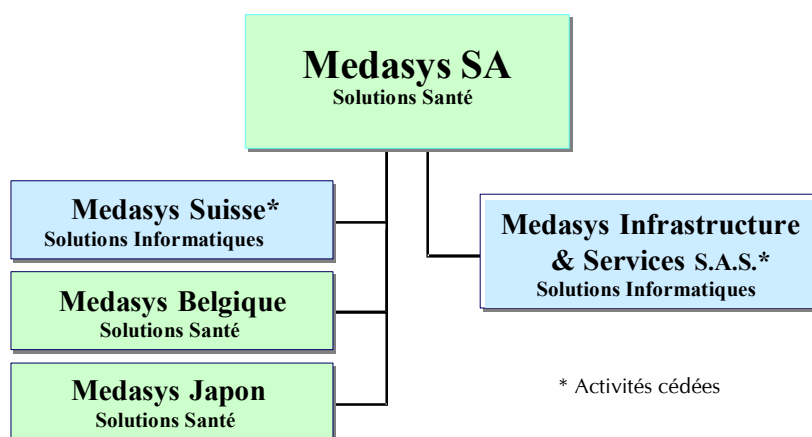 Medasys SA
Solutions Santé
Medasys Suisse*
Solutions Informatiques
Medasys Belgique
Solutions Santé
Medasys Japon
Solutions Santé
Medasys Infrastructure
& Services S.A.S.*
Solutions Informatiques
* Activités cédées